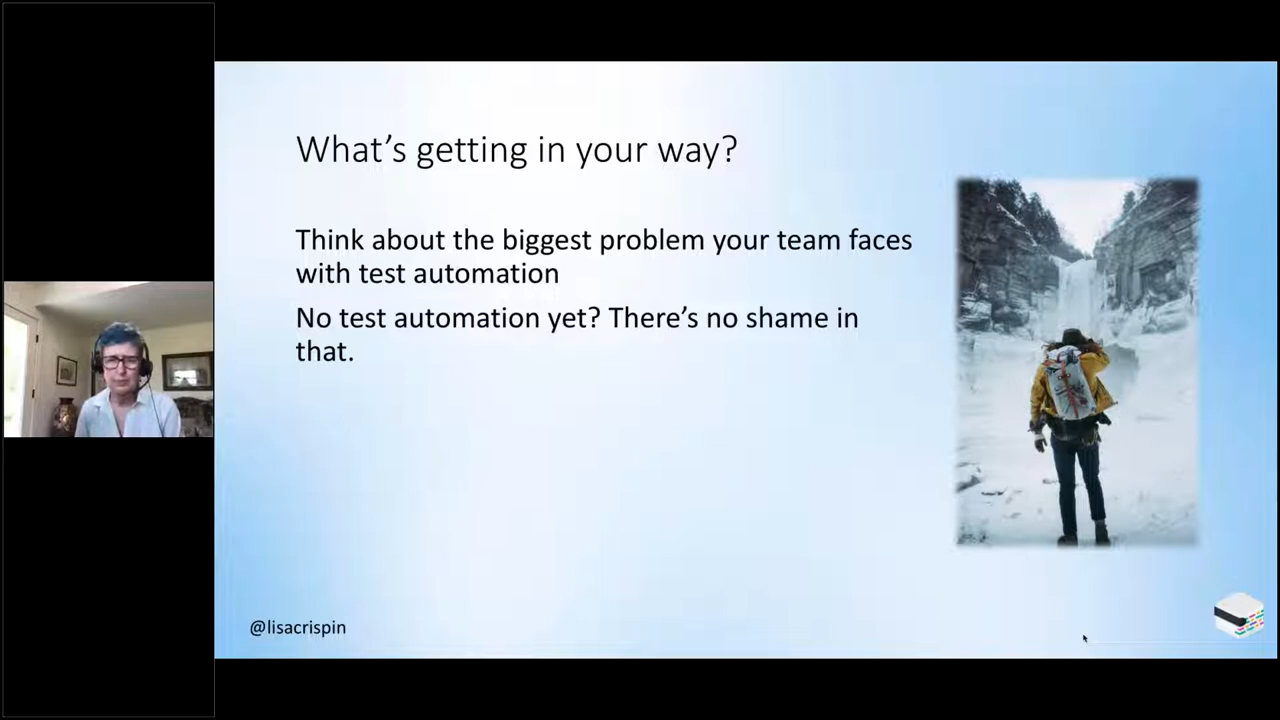 What’s getting in your way?
Think about the biggest problem your team faces
with test automation
No test automation yet? There’s no shame in
that.
@lisacrispin